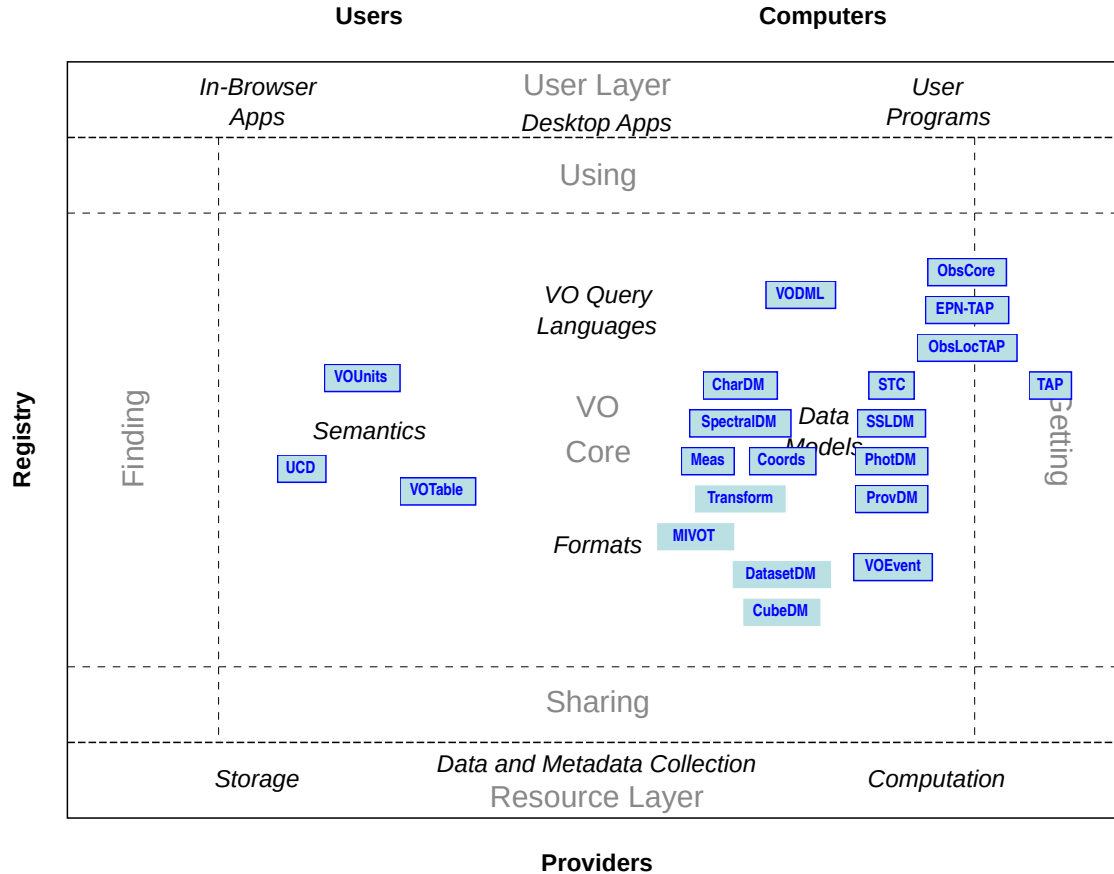 Users
Computers
In-Browser
Apps
User Layer
Desktop Apps
User
Programs
Using
ObsCore
VO Query
Languages
VODML
EPN-TAP
ObsLocTAP
VOUnits
CharDM
STC
TAP
Registry
Finding
Semantics
VO
Core
SpectralDM
Data
Models
SSLDM
Getting
UCD
Meas
Coords
PhotDM
VOTable
Transform
ProvDM
Formats
MIVOT
DatasetDM
VOEvent
CubeDM
Sharing
Storage
Data and Metadata Collection
Computation
Resource Layer
Providers